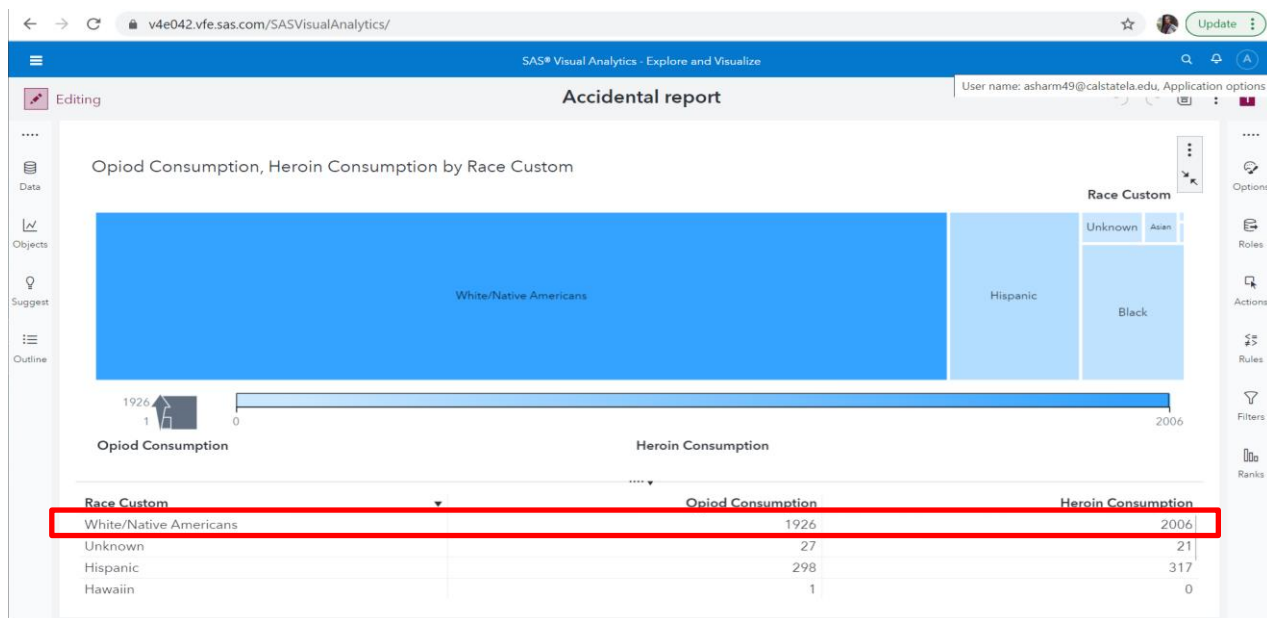 v4e042.vfe.sas.com/SASVisualAnalytics/
Update
SAS® Visual Analytics - Explore and Visualize
A
User name: asharm49@calstatela.edu, Application options
Editing
Accidental report
Data
Objects
Suggest
Outline
Opiod Consumption, Heroin Consumption by Race Custom
Race Custom
White/Native Americans
Hispanic
Unknown
Asian
Black
1926
1
0
2006
Opiod Consumption
Heroin Consumption
Race Custom Opiod Consumption Heroin Consumption
White/Native Americans 1926 2006
Unknown 27 21
Hispanic 298 317
Hawaiin 1 0
Options
Roles
Actions
Rules
Filters
Ranks